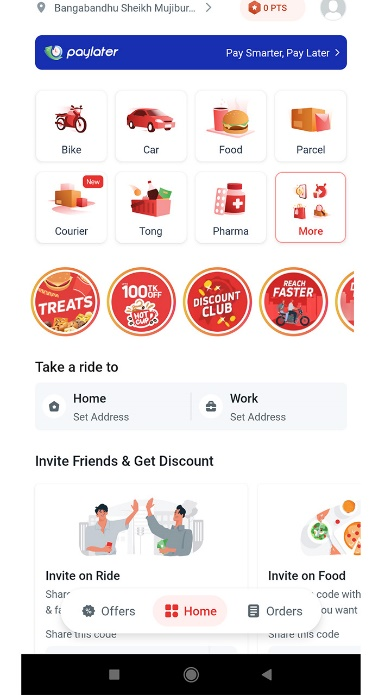 Bangabandhu Sheikh Mujibur...
0 PTS
paylater
Pay Smarter, Pay Later
Bike
Car
Food
Parcel
New
Courier
Tong
Pharma
More
TREATS
100TK
OFF
DISCOUNT
CLUB
REACH
FASTER
Take a ride to
Home
Set Address
Work
Set Address
Invite Friends & Get Discount
Invite on Ride
Invite on Food
code with
you want
Share this code
Share this code
Offers
Home
Orders